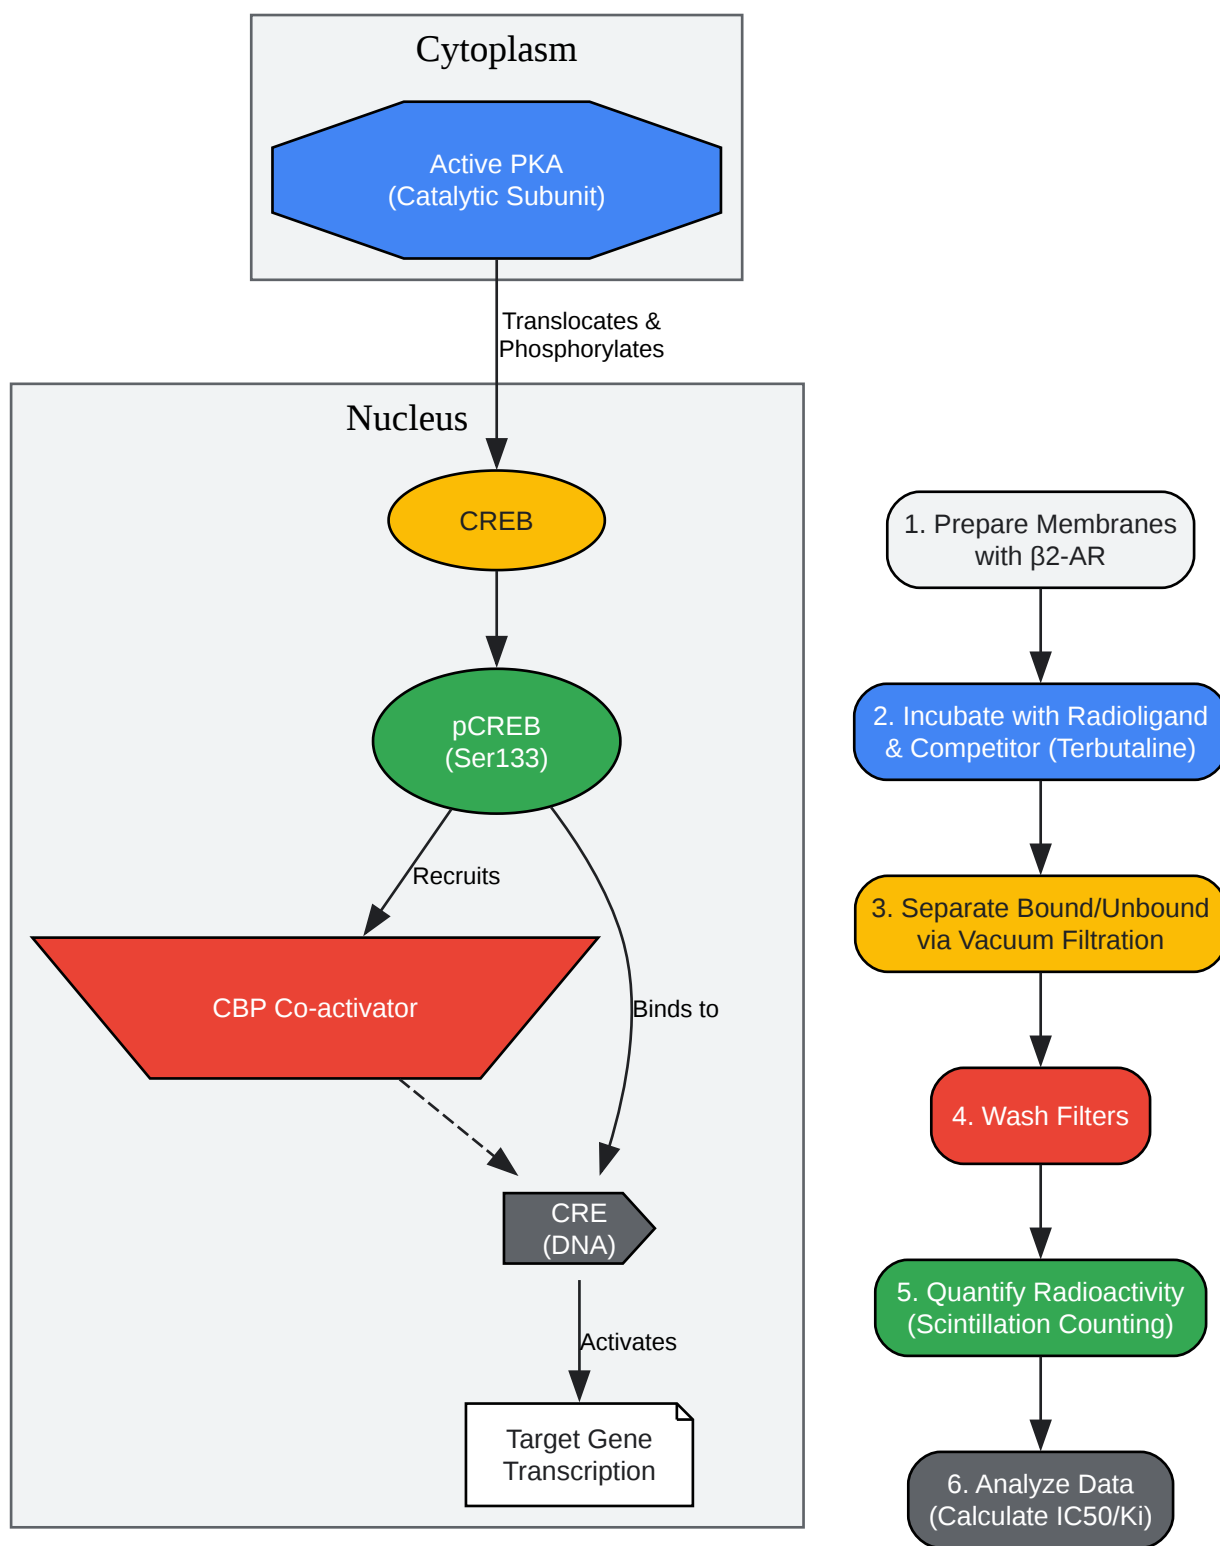 Cytoplasm
Active PKA
(Catalytic Subunit)
Translocates &
Phosphorylates
Nucleus
CREB
pCREB
(Ser133)
Recruits
CBP Co-activator
Binds to
CRE
(DNA)
Activates
Target Gene
Transcription
1. Prepare Membranes
with β2-AR
2. Incubate with Radioligand
& Competitor (Terbutaline)
3. Separate Bound/Unbound
via Vacuum Filtration
4. Wash Filters
5. Quantify Radioactivity
(Scintillation Counting)
6. Analyze Data
(Calculate IC50/Ki)